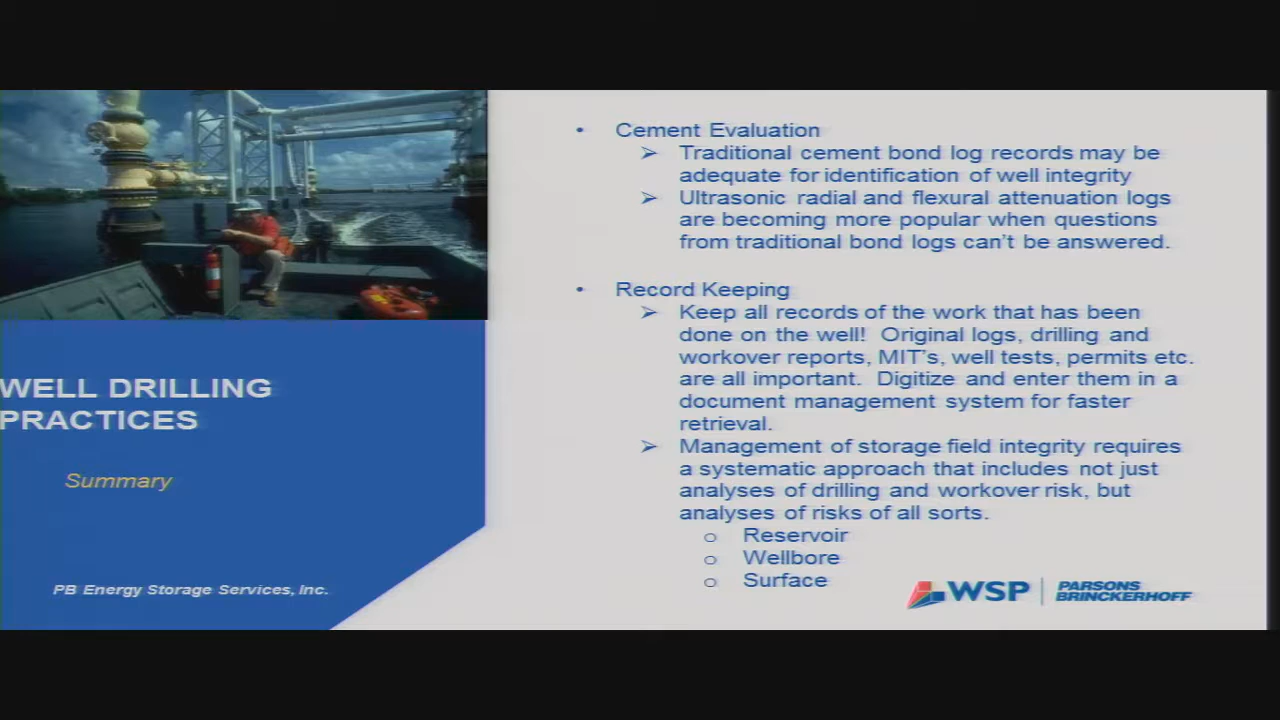 WELL DRILLING
PRACTICES
Summary
PB Energy Storage Services, Inc.
• Cement Evaluation
➢ Traditional cement bond log records may be
adequate for identification of well integrity
➢ Ultrasonic radial and flexural attenuation logs
are becoming more popular when questions
from traditional bond logs can't be answered.
• Record Keeping
➢ Keep all records of the work that has been
done on the well! Original logs, drilling and
workover reports, MIT's, well tests, permits etc.
are all important. Digitize and enter them in a
document management system for faster
retrieval.
➢ Management of storage field integrity requires
a systematic approach that includes not just
analyses of drilling and workover risk, but
analyses of risks of all sorts.
o Reservoir
o Wellbore
o Surface
WSP | PARSONS
BRINCKERHOFF